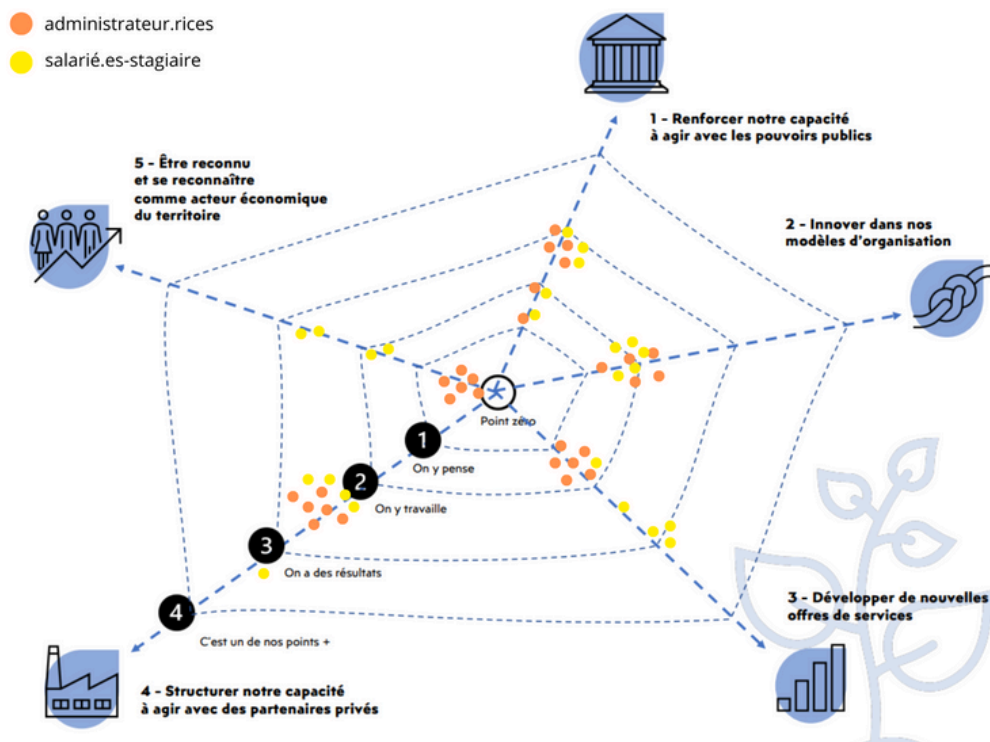 administrateur.rices
salarié.es-stagiaire
1 - Renforcer notre capacité
à agir avec les pouvoirs publics
5 - Être reconnu
et se reconnaître
comme acteur économique
du territoire
2 - Innover dans nos
modèles d'organisation
Point zéro
1
On y pense
2
On y travaille
3
On a des résultats
4
C'est un de nos points +
3 - Développer de nouvelles
offres de services
4 - Structurer notre capacité
à agir avec des partenaires privés